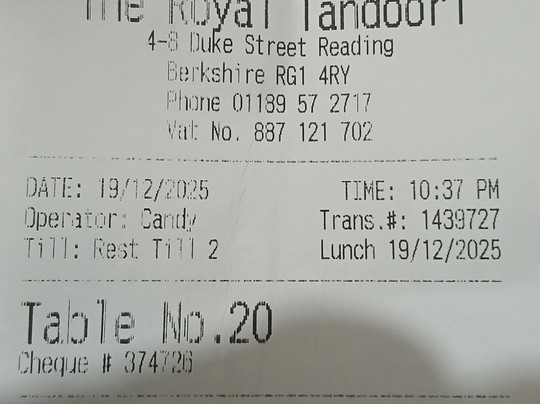 The Royal Tandoori
4-8 Duke Street Reading
Berkshire RG1 4RY
Phone 01189 57 2717
Vat No. 887 121 702
DATE: 19/12/2025 TIME: 10:37 PM
Operator: Candy Trans.#: 1439727
Till: Rest Till 2 Lunch 19/12/2025
Table No.20
Cheque # 374726